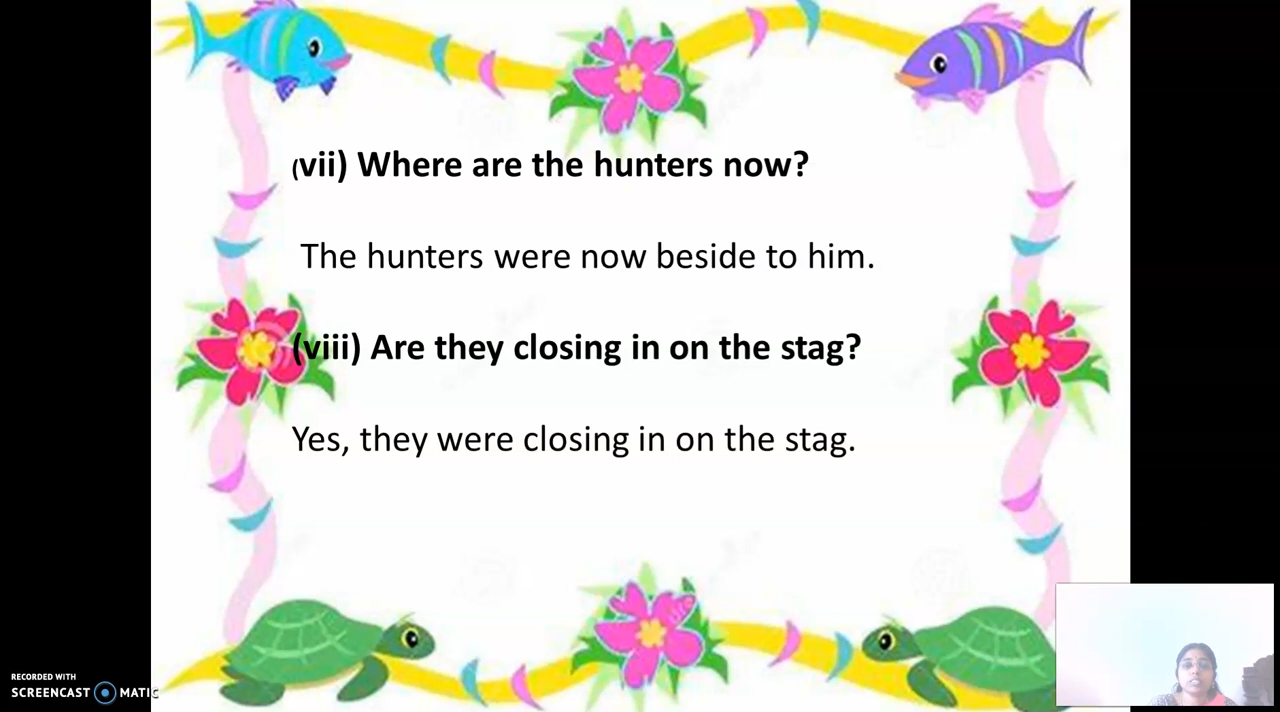 (vii) Where are the hunters now?
The hunters were now beside to him.
(viii) Are they closing in on the stag?
Yes, they were closing in on the stag.
RECORDED WITH
SCREENCAST MATIC